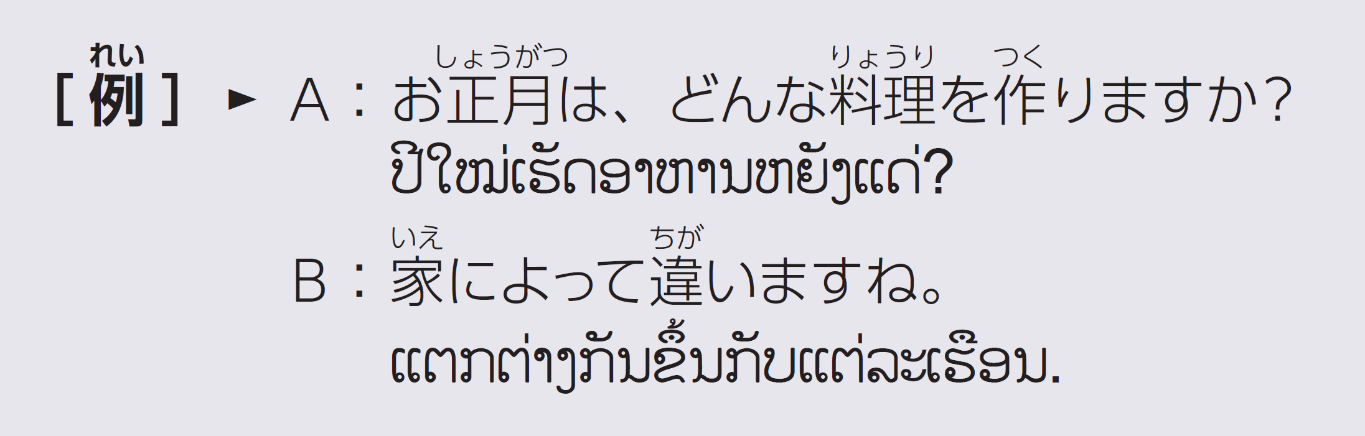 れい
[例] ► A：お正月は、どんな料理を作りますか？
しょうがつ りょうり つく
ປີໃໝ່ເຮັດອາຫານຫຍັງແດ່?
いえ ちが
B：家によって違いますね。
ແຕກຕ່າງກັນຂຶ້ນກັບແຕ່ລະເຮືອນ.